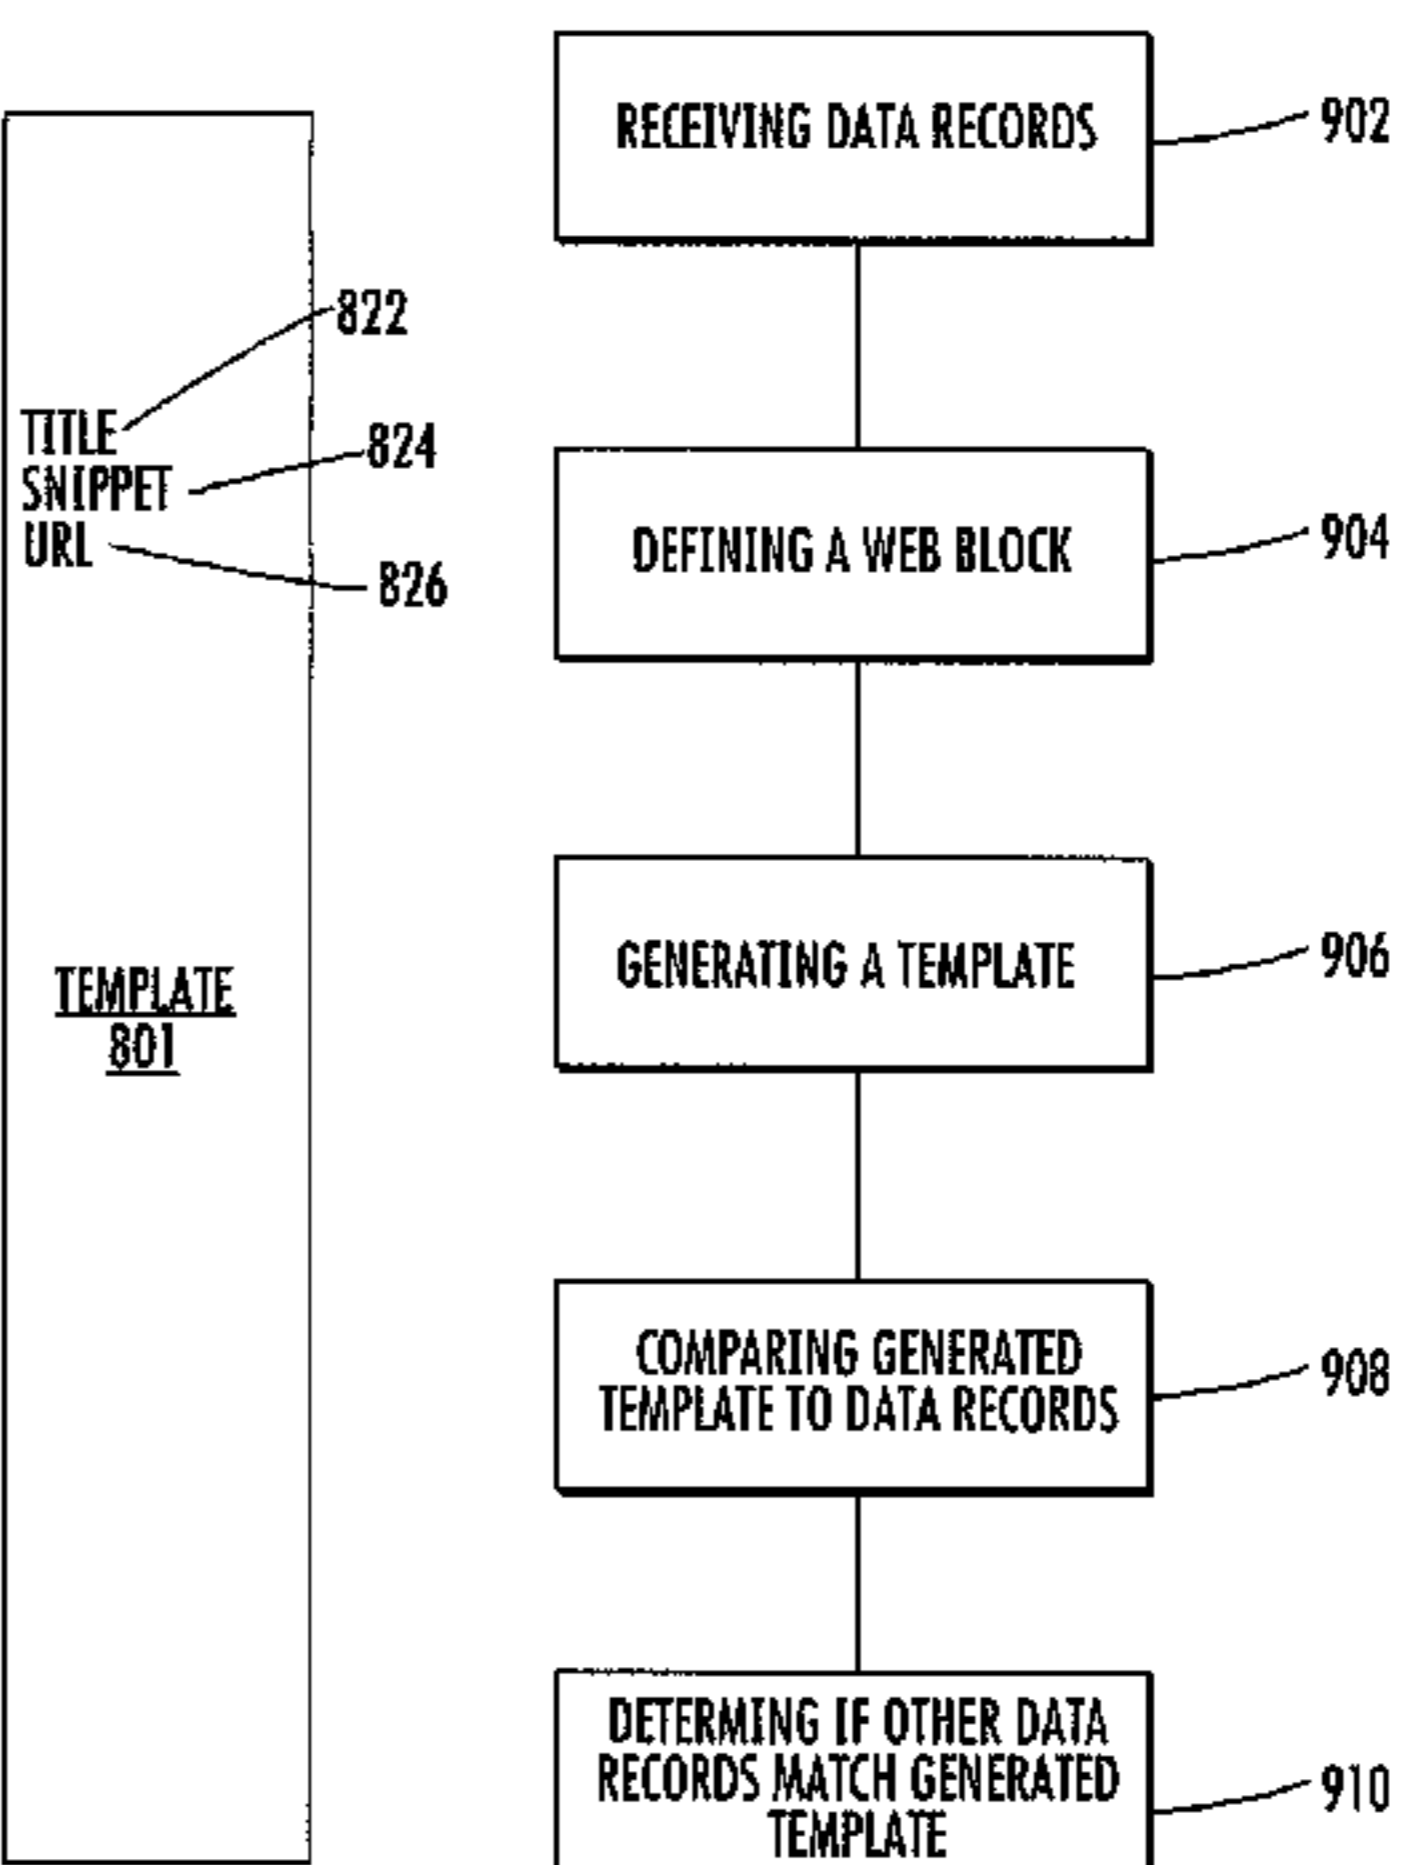 822
TITLE
824
SNIPPET
URL
826
TEMPLATE
801
RECEIVING DATA RECORDS
902
DEFINING A WEB BLOCK
904
GENERATING A TEMPLATE
906
COMPARING GENERATED
TEMPLATE TO DATA RECORDS
908
DETERMING IF OTHER DATA
RECORDS MATCH GENERATED
TEMPLATE
910